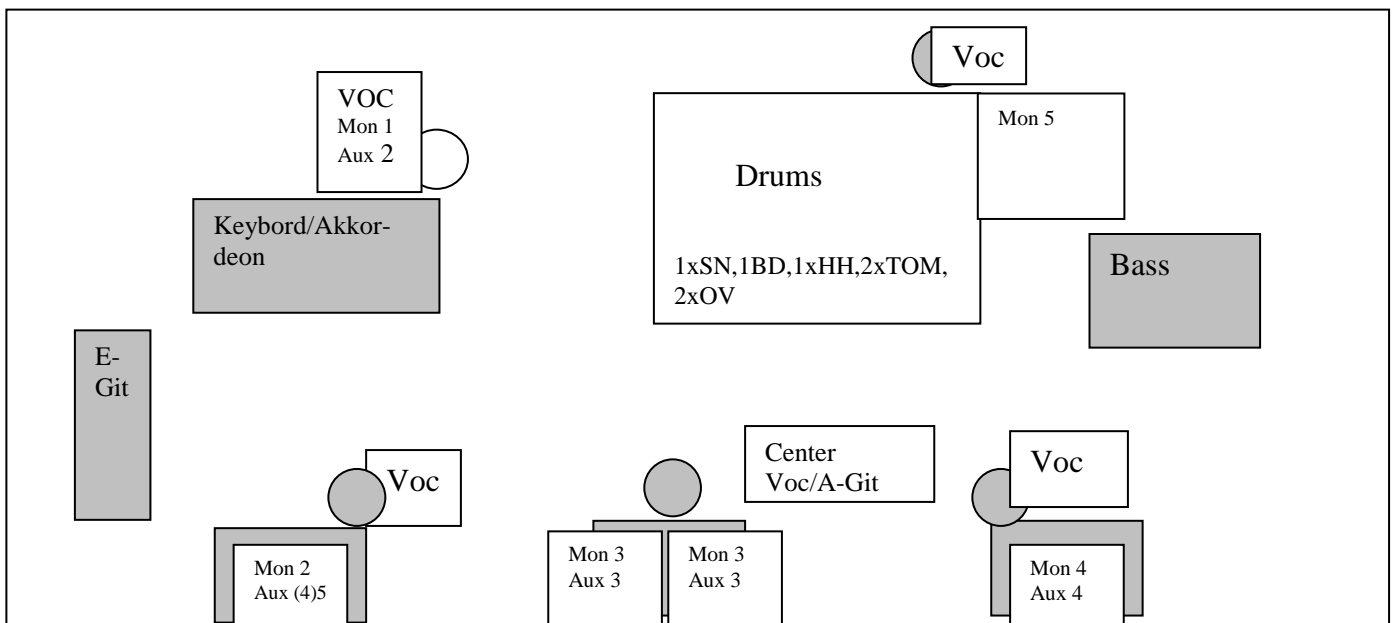 Voc
VOC
Mon 1
Aux 2
Mon 5
Drums
1xSN,1BD,1xHH,2xTOM,
2xOV
Keybord/Akkor-
deon
Bass
E-
Git
Voc
Center
Voc/A-Git
Voc
Mon 2
Aux (4)5
Mon 3
Aux 3
Mon 3
Aux 3
Mon 4
Aux 4